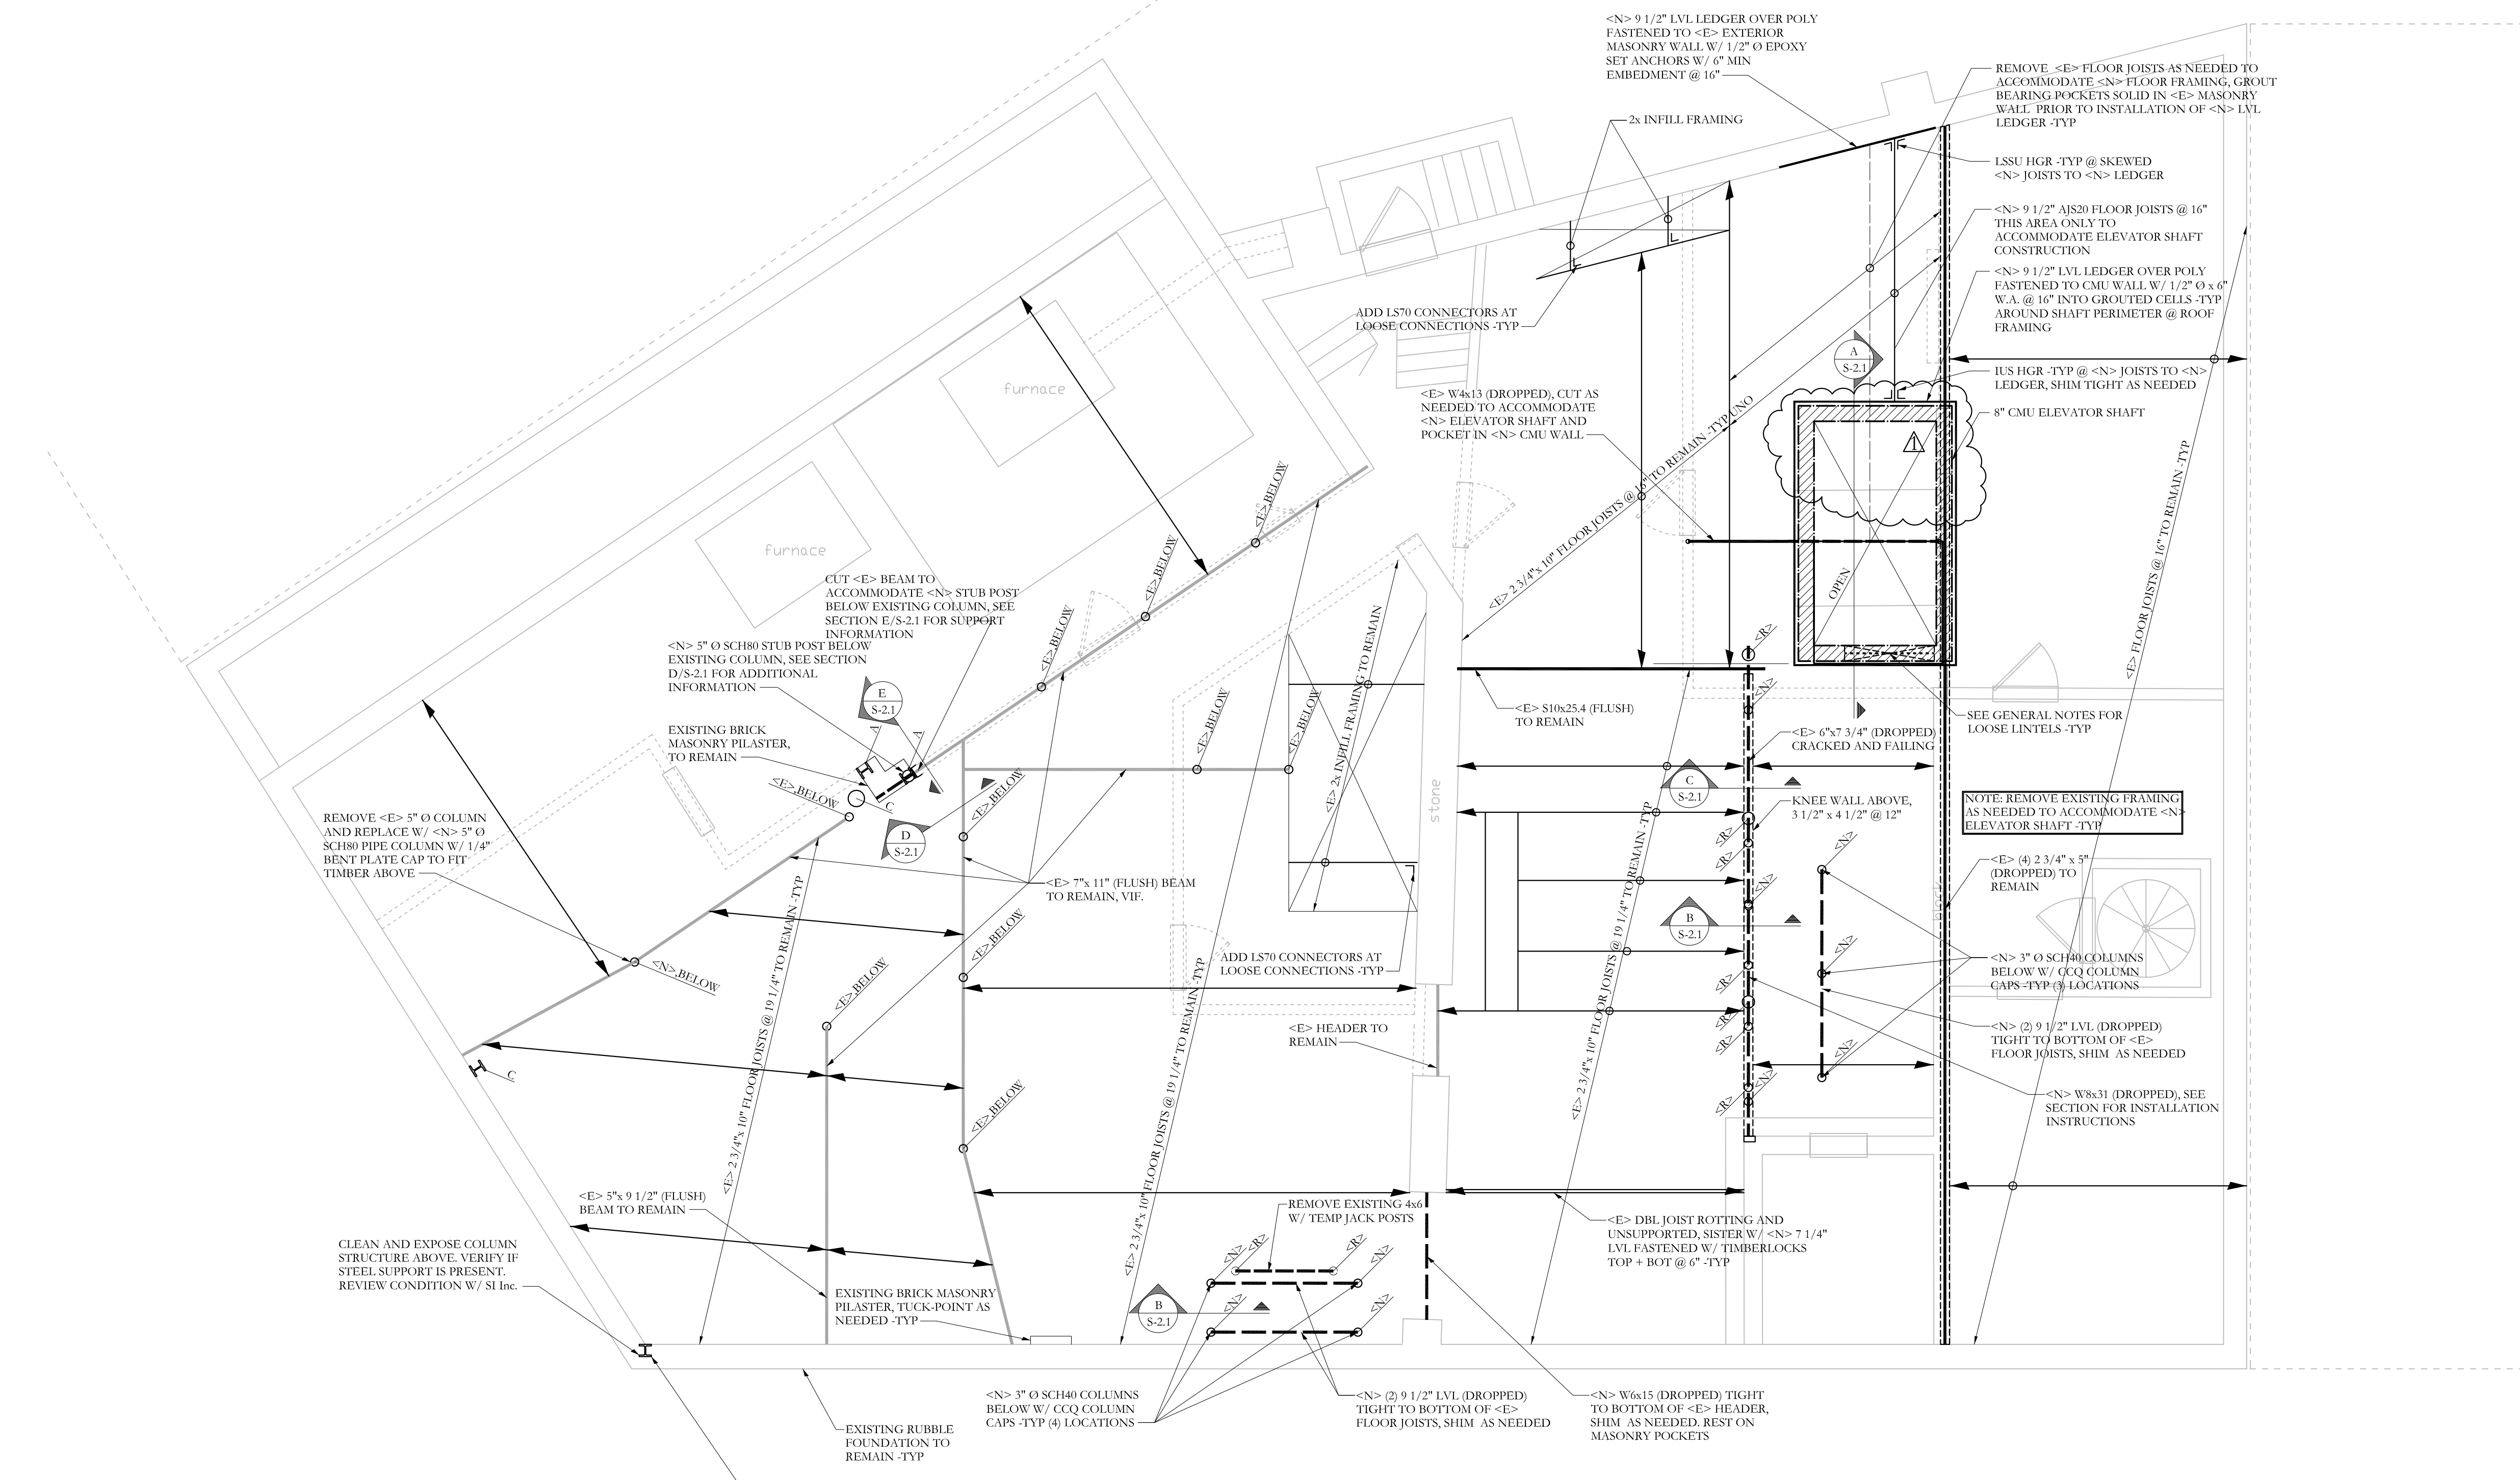 <N> 9 1/2" LVL LEDGER OVER POLY
FASTENED TO <E> EXTERIOR
MASONRY WALL W/ 1/2" Ø EPOXY
SET ANCHORS W/ 6" MIN
EMBEDMENT @ 16"
REMOVE <E> FLOOR JOISTS AS NEEDED TO
ACCOMMODATE <N> FLOOR FRAMING, GROUT
BEARING POCKETS SOLID IN <E> MASONRY
WALL PRIOR TO INSTALLATION OF <N> LVL
LEDGER -TYP
2x INFILL FRAMING
LSSU HGR -TYP @ SKEWED
<N> JOISTS TO <N> LEDGER
<N> 9 1/2" AJS20 FLOOR JOISTS @ 16"
THIS AREA ONLY TO
ACCOMMODATE ELEVATOR SHAFT
CONSTRUCTION
<N> 9 1/2" LVL LEDGER OVER POLY
FASTENED TO CMU WALL W/ 1/2" Ø x 6"
W.A. @ 16" INTO GROUTED CELLS -TYP
AROUND SHAFT PERIMETER @ ROOF
FRAMING
ADD LS70 CONNECTORS AT
LOOSE CONNECTIONS -TYP
A
S-2.1
IUS HGR -TYP @ <N> JOISTS TO <N>
LEDGER, SHIM TIGHT AS NEEDED
8" CMU ELEVATOR SHAFT
1
<E> W4x13 (DROPPED), CUT AS
NEEDED TO ACCOMMODATE
<N> ELEVATOR SHAFT AND
POCKET IN <N> CMU WALL
<E> 2 3/4"x 10" FLOOR JOISTS @ 16" TO REMAIN -TYP UNO
<E> FLOOR JOISTS @ 16" TO REMAIN -TYP
OPEN
furnace
furnace
<E>,BELOW
<E>,BELOW
<E>,BELOW
CUT <E> BEAM TO
ACCOMMODATE <N> STUB POST
BELOW EXISTING COLUMN, SEE
SECTION E/S-2.1 FOR SUPPORT
INFORMATION
<N> 5" Ø SCH80 STUB POST BELOW
EXISTING COLUMN, SEE SECTION
D/S-2.1 FOR ADDITIONAL
INFORMATION
E
S-2.1
A
A
EXISTING BRICK
MASONRY PILASTER,
TO REMAIN
<E>,BELOW
C
D
S-2.1
<E>,BELOW
<E>,BELOW
<E>,BELOW
<E> 2x INFILL FRAMING TO REMAIN
stone
<R>
<N>
<E> S10x25.4 (FLUSH)
TO REMAIN
SEE GENERAL NOTES FOR
LOOSE LINTELS -TYP
<E> 6"x7 3/4" (DROPPED)
CRACKED AND FAILING
C
S-2.1
KNEE WALL ABOVE,
3 1/2" x 4 1/2" @ 12"
NOTE: REMOVE EXISTING FRAMING
AS NEEDED TO ACCOMMODATE <N>
ELEVATOR SHAFT -TYP
REMOVE <E> 5" Ø COLUMN
AND REPLACE W/ <N> 5" Ø
SCH80 PIPE COLUMN W/ 1/4"
BENT PLATE CAP TO FIT
TIMBER ABOVE
<N>,BELOW
<E> 7"x 11" (FLUSH) BEAM
TO REMAIN, VIF.
<R>
<R>
<N>
<N>
<E> (4) 2 3/4" x 5"
(DROPPED) TO
REMAIN
B
S-2.1
<E>,BELOW
<E>,BELOW
ADD LS70 CONNECTORS AT
LOOSE CONNECTIONS -TYP
<N>
<R>
<N> 3" Ø SCH40 COLUMNS
BELOW W/ CCQ COLUMN
CAPS -TYP (3) LOCATIONS
<E> 2 3/4"x 10" FLOOR JOISTS @ 19 1/4" TO REMAIN -TYP
<E> 2 3/4"x 10" FLOOR JOISTS @ 19 1/4" TO REMAIN -TYP
<E> 2 3/4"x 10" FLOOR JOISTS @ 19 1/4" TO REMAIN -TYP
<E> HEADER TO
REMAIN
<R>
<R>
<N> (2) 9 1/2" LVL (DROPPED)
TIGHT TO BOTTOM OF <E>
FLOOR JOISTS, SHIM AS NEEDED
C
<E>,BELOW
<N>
<N>
<R>
<N> W8x31 (DROPPED), SEE
SECTION FOR INSTALLATION
INSTRUCTIONS
<E> 5"x 9 1/2" (FLUSH)
BEAM TO REMAIN
REMOVE EXISTING 4x6
W/ TEMP JACK POSTS
<E> DBL JOIST ROTTING AND
UNSUPPORTED, SISTER W/ <N> 7 1/4"
LVL FASTENED W/ TIMBERLOCKS
TOP + BOT @ 6" -TYP
CLEAN AND EXPOSE COLUMN
STRUCTURE ABOVE. VERIFY IF
STEEL SUPPORT IS PRESENT.
REVIEW CONDITION W/ SI Inc.
<N>
<R>
<R>
<N>
EXISTING BRICK MASONRY
PILASTER, TUCK-POINT AS
NEEDED -TYP
B
S-2.1
<N>
<N>
<N> 3" Ø SCH40 COLUMNS
BELOW W/ CCQ COLUMN
CAPS -TYP (4) LOCATIONS
<N> (2) 9 1/2" LVL (DROPPED)
TIGHT TO BOTTOM OF <E>
FLOOR JOISTS, SHIM AS NEEDED
<N> W6x15 (DROPPED) TIGHT
TO BOTTOM OF <E> HEADER,
SHIM AS NEEDED. REST ON
MASONRY POCKETS
EXISTING RUBBLE
FOUNDATION TO
REMAIN -TYP